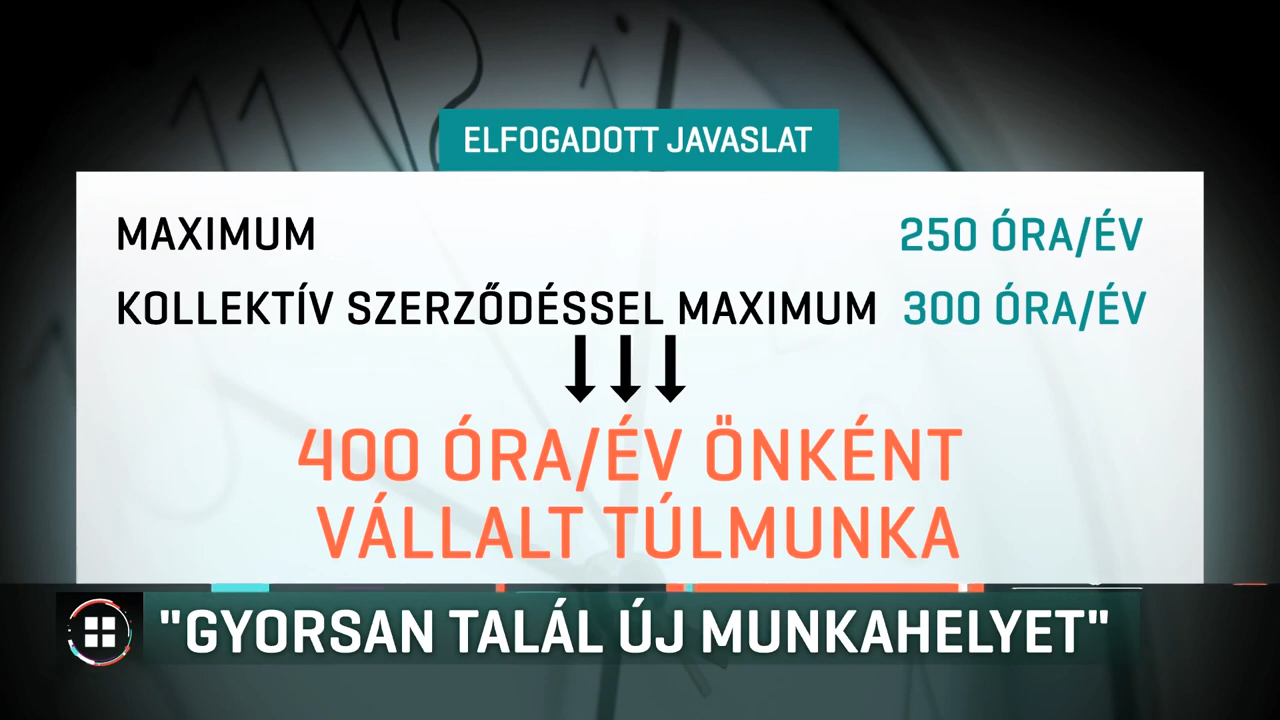 ELFOGADOTT JAVASLAT
MAXIMUM 250 ÓRA/ÉV
KOLLEKTÍV SZERZŐDÉSSEL MAXIMUM 300 ÓRA/ÉV
400 ÓRA/ÉV ÖNKÉNT
VÁLLALT TÚLMUNKA
"GYORSAN TALÁL ÚJ MUNKAHELYET"